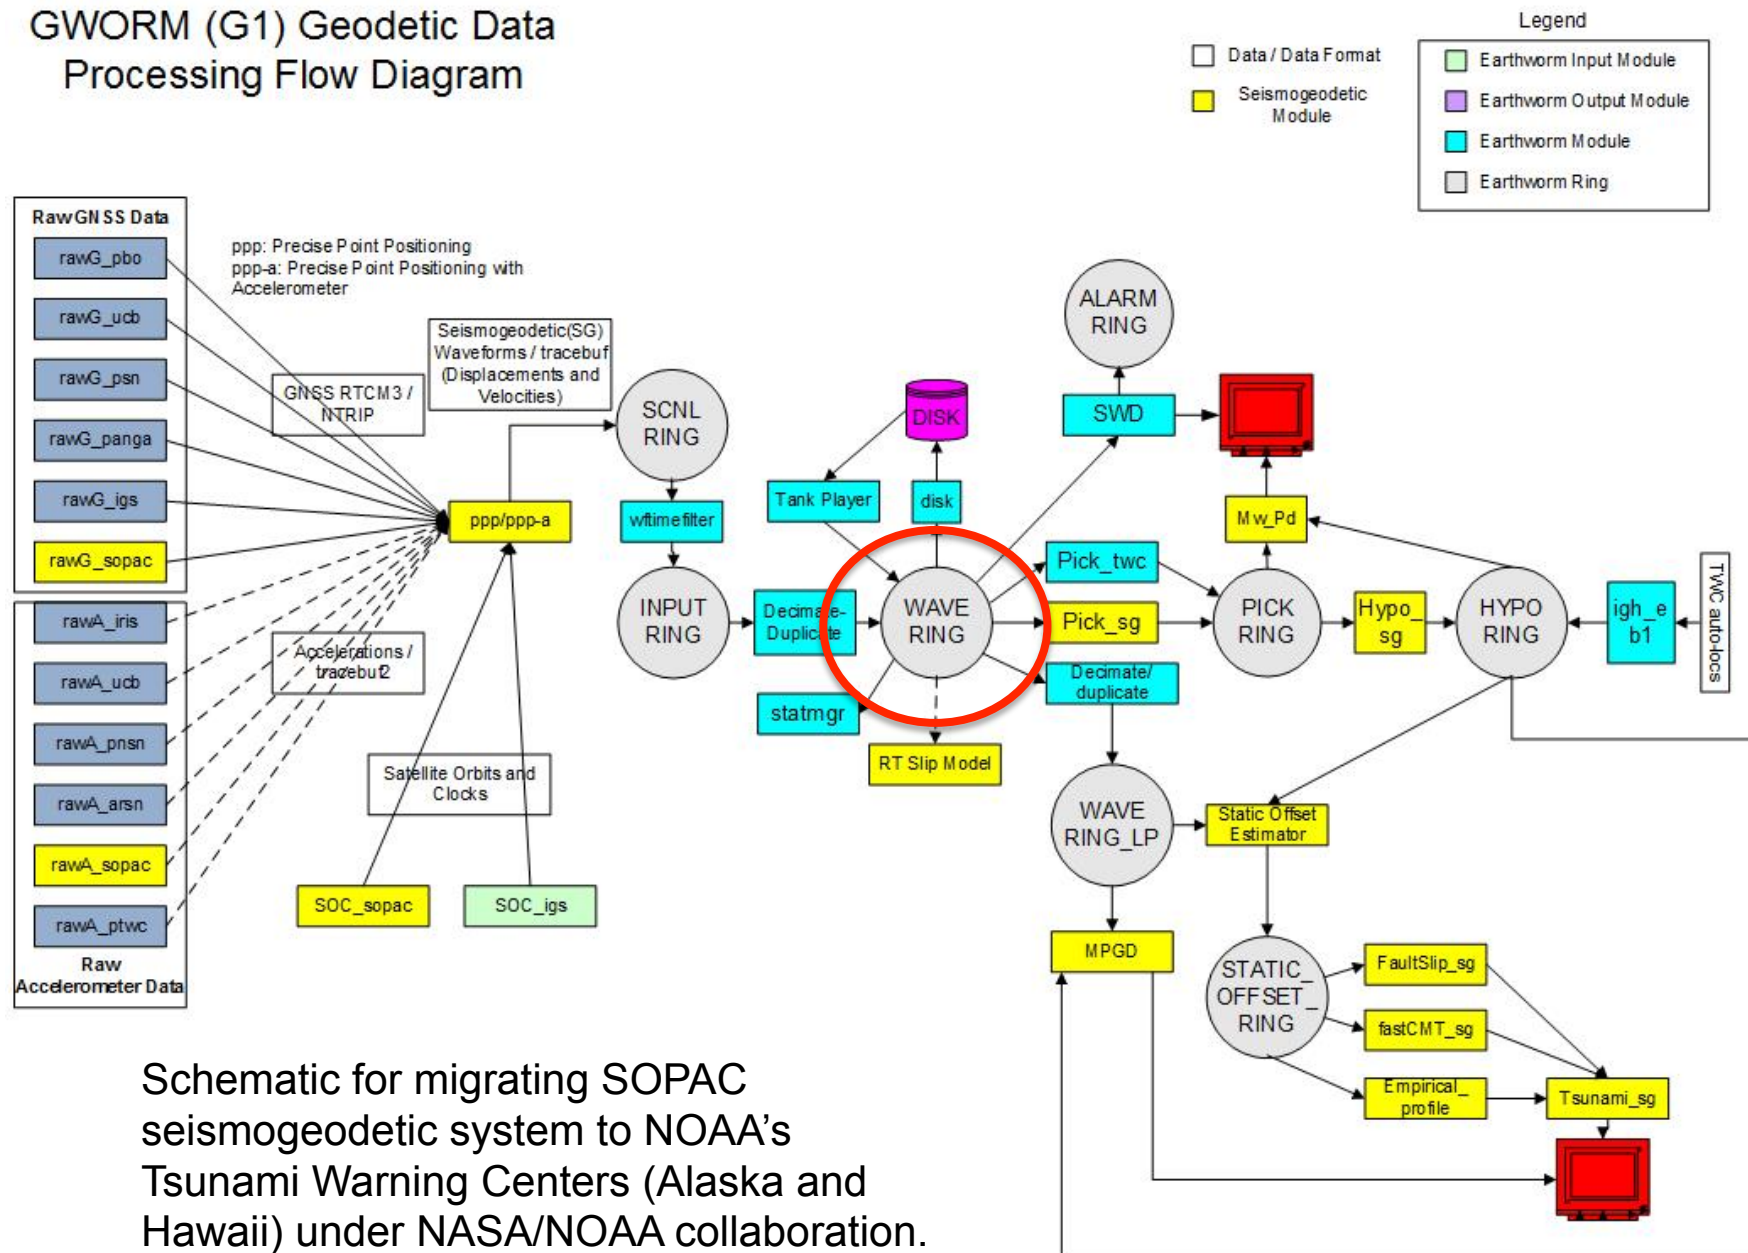 GWORM (G1) Geodetic Data
Processing Flow Diagram
Legend
Data / Data Format
Seismogeodetic
Module
Earthworm Input Module
Earthworm Output Module
Earthworm Module
Earthworm Ring
Raw GNSS Data
rawG_pbo
rawG_ucb
rawG_psn
rawG_panga
rawG_igs
rawG_sopac
rawA_iris
rawA_ucb
rawA_pnsn
rawA_arsn
rawA_sopac
rawA_ptwc
Raw
Accelerometer Data
ppp: Precise Point Positioning
ppp-a: Precise Point Positioning with
Accelerometer
GNSS RTCM3 /
NTRIP
Seismogeodetic(SG)
Waveforms / tracebuf
(Displacements and
Velocities)
Accelerations /
tracebuf2
Satellite Orbits and
Clocks
SOC_sopac
SOC_igs
ppp/ppp-a
SCNL
RING
wftimefilter
INPUT
RING
Decimate-
Duplicate
Tank Player
DISK
disk
WAVE
RING
statmgr
RT Slip Model
ALARM
RING
SWD
Pick_twc
Pick_sg
Decimate/
duplicate
Mw_Pd
PICK
RING
Hypo_
sg
HYPO
RING
igh_e
b1
TWC auto-locs
WAVE
RING_LP
Static Offset
Estimator
MPGD
STATIC_
OFFSET_
RING
FaultSlip_sg
fastCMT_sg
Empirical_
profile
Tsunami_sg
Schematic for migrating SOPAC
seismogeodetic system to NOAA’s
Tsunami Warning Centers (Alaska and
Hawaii) under NASA/NOAA collaboration.